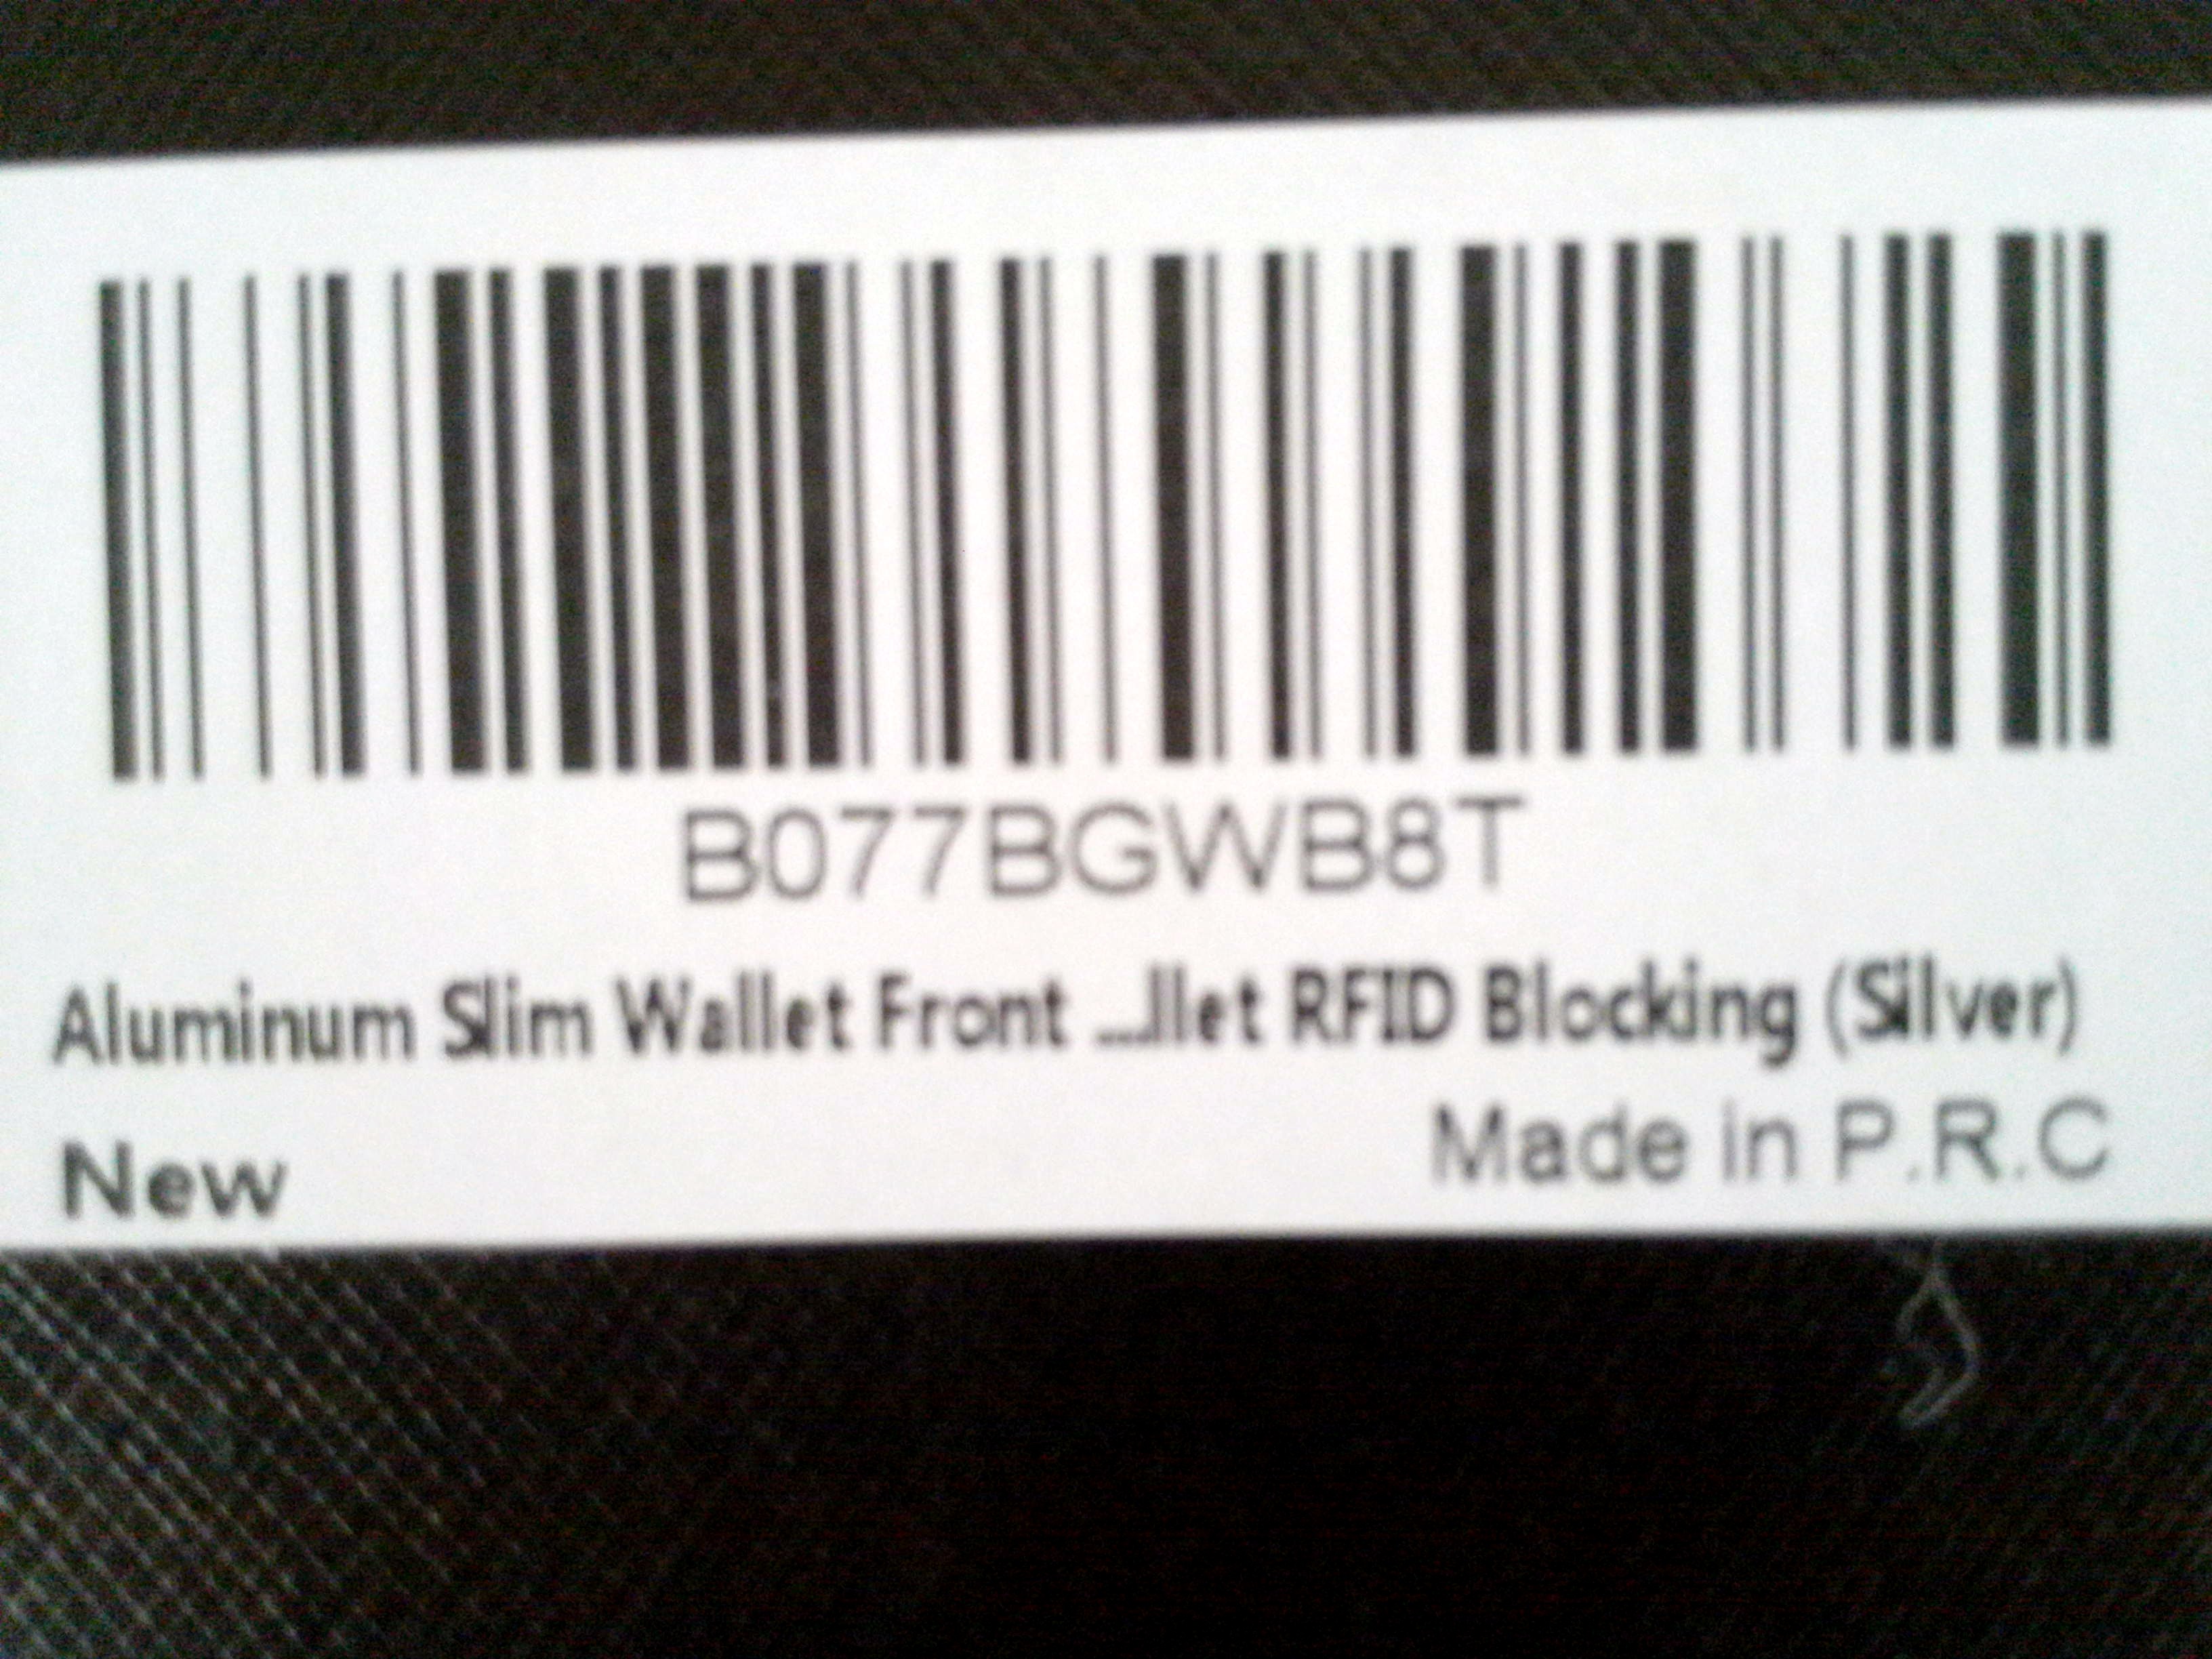 B077BGWB8T
Aluminum Slim Wallet Front ...llet RFID Blocking (Silver)
New
Made in P.R.C